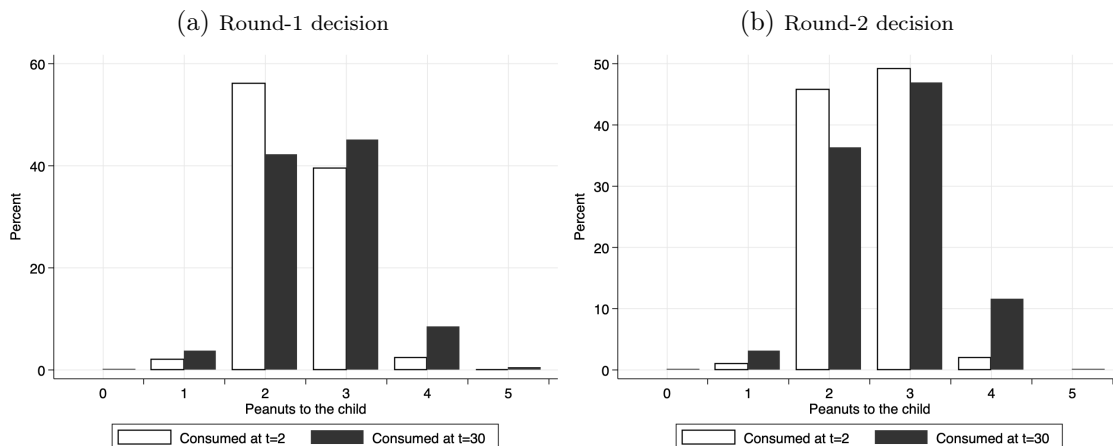 (a) Round-1 decision
60
40
20
0
Percent
0 1 2 3 4 5
Peanuts to the child
Consumed at t=2 Consumed at t=30
(b) Round-2 decision
50
40
30
20
10
0
Percent
0 1 2 3 4 5
Peanuts to the child
Consumed at t=2 Consumed at t=30